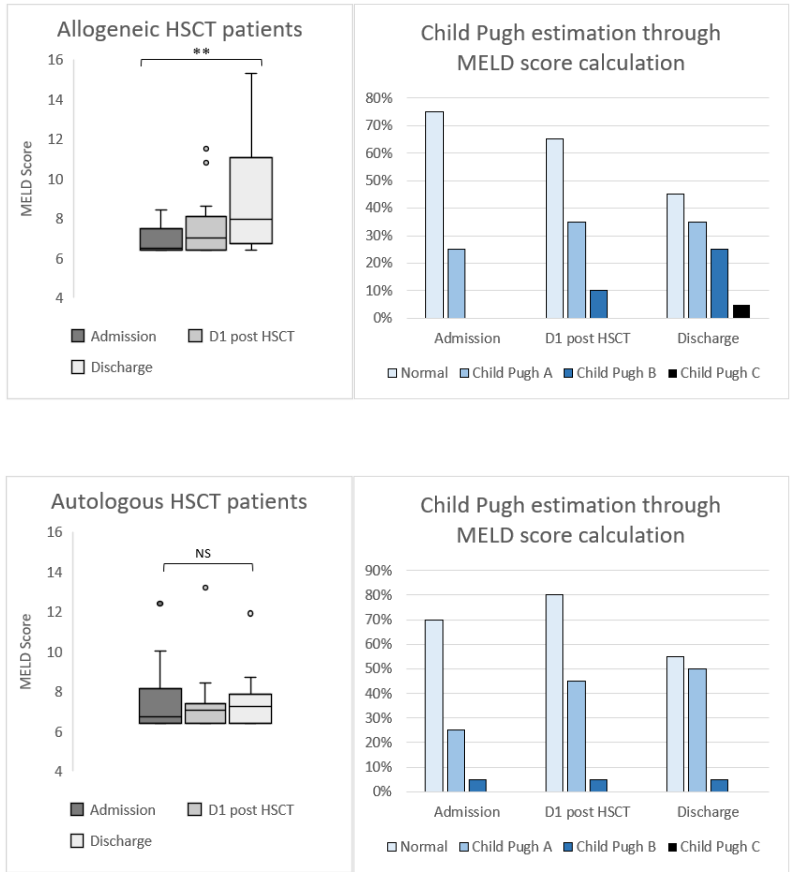 Allogeneic HSCT patients
**
16
14
12
10
8
6
4
MELD Score
Admission
D1 post HSCT
Discharge
Child Pugh estimation through
MELD score calculation
80%
70%
60%
50%
40%
30%
20%
10%
0%
Admission
D1 post HSCT
Discharge
Normal
Child Pugh A
Child Pugh B
Child Pugh C
Autologous HSCT patients
NS
16
14
12
10
8
6
4
MELD Score
Admission
D1 post HSCT
Discharge
Child Pugh estimation through
MELD score calculation
90%
80%
70%
60%
50%
40%
30%
20%
10%
0%
Admission
D1 post HSCT
Discharge
Normal
Child Pugh A
Child Pugh B
Child Pugh C